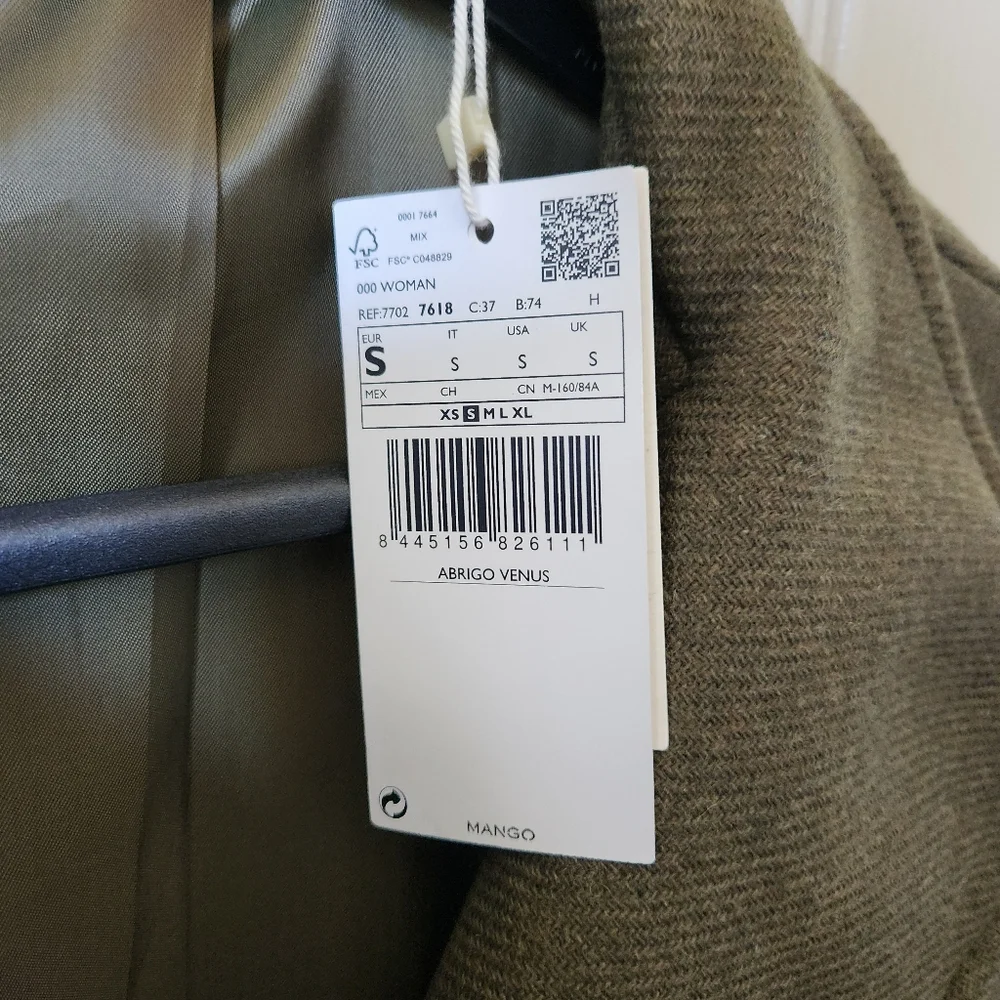 0001 7664
MIX
FSC FSC® C048829
000 WOMAN
REF:7702 7618 C:37 B:74 H
EUR IT USA UK
S S S S
MEX CH CN M-160/84A
XS S M L XL
8 445156 826111
ABRIGO VENUS
MANGO